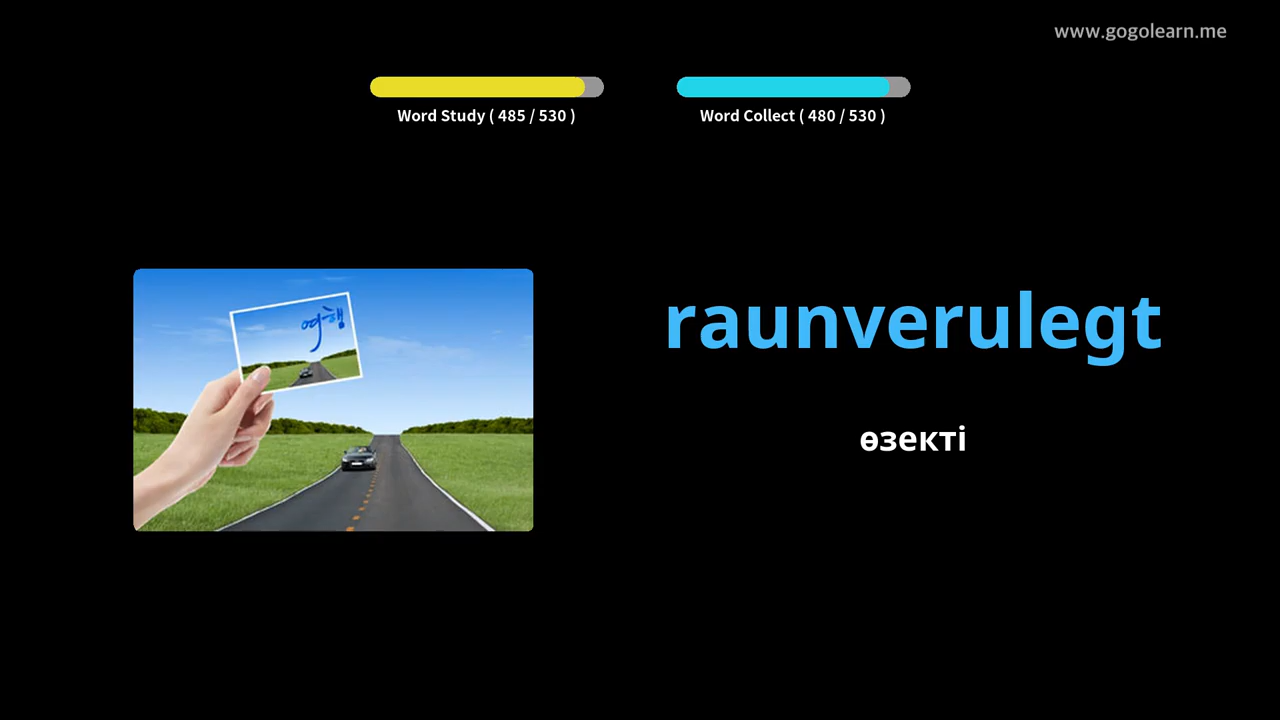 www.gogolearn.me
Word Study ( 485 / 530 )
Word Collect ( 480 / 530 )
여행
raunverulegt
өзекті